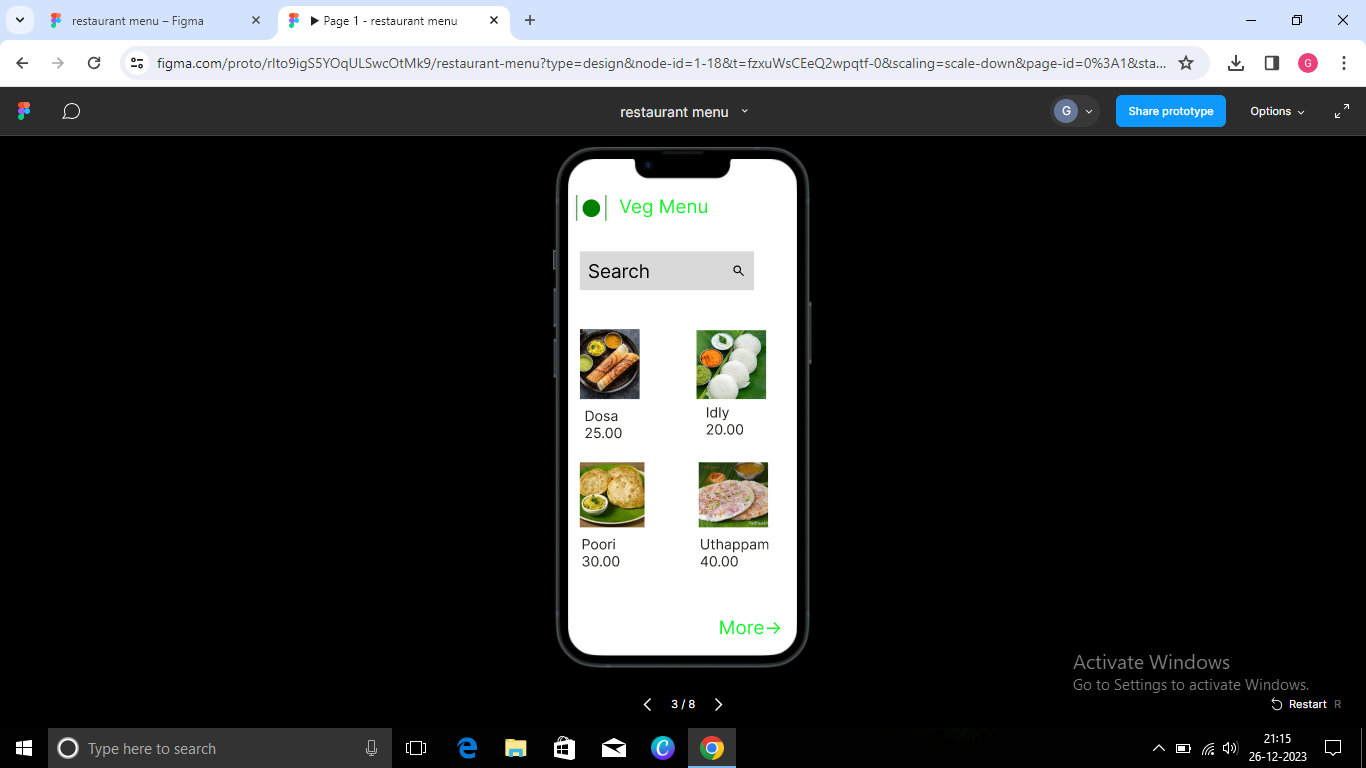 restaurant menu – Figma
Page 1 - restaurant menu
figma.com/proto/rlto9igS5YOqULSwcOtMk9/restaurant-menu?type=design&node-id=1-18&t=fzxuWsCEeQ2wpqtf-0&scaling=scale-down&page-id=0%3A1&sta...
G
restaurant menu
G
Share prototype
Options
Veg Menu
Search
Dosa
25.00
Idly
20.00
Poori
30.00
Uthappam
40.00
More→
Activate Windows
Go to Settings to activate Windows.
3 / 8
Restart R
Type here to search
21:15
26-12-2023